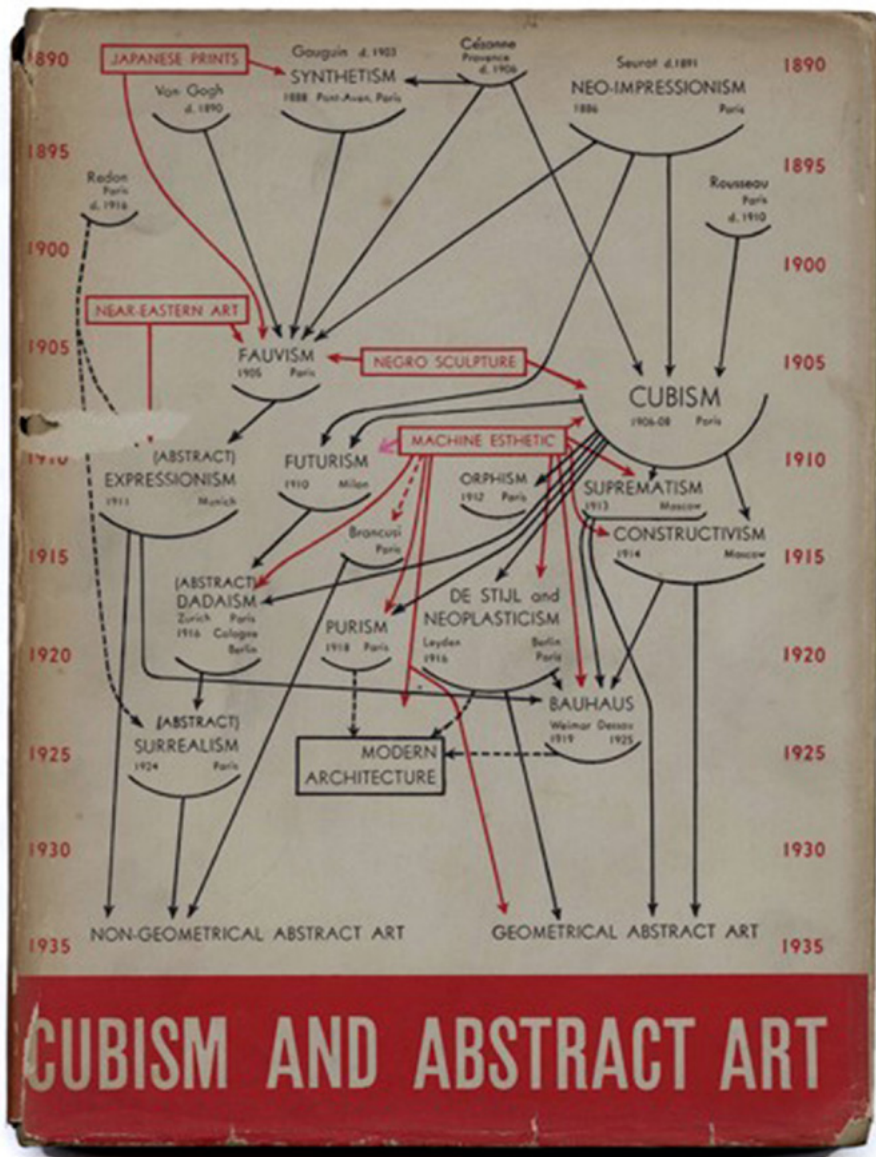 1890
JAPANESE PRINTS
Gauguin d. 1903
SYNTHETISM
1888 Pont-Aven, Paris
Cézanne
Provence
d. 1906
Seurat d.1891
NEO-IMPRESSIONISM
1886 Paris
1890
Van Gogh
d. 1890
1895
1895
Redon
Paris
d. 1916
Rousseau
Paris
d. 1910
1900
1900
NEAR-EASTERN ART
1905
FAUVISM
1905 Paris
NEGRO SCULPTURE
1905
CUBISM
1906-08 Paris
1910
(ABSTRACT)
EXPRESSIONISM
1911 Munich
FUTURISM
1910 Milan
MACHINE ESTHETIC
ORPHISM
1912 Paris
SUPREMATISM
1913 Moscow
1910
CONSTRUCTIVISM
1914 Moscow
Brancusi
Paris
1915
1915
(ABSTRACT)
DADAISM
Zurich Paris
1916 Cologne
Berlin
PURISM
1918 Paris
DE STIJL and
NEOPLASTICISM
Leyden Berlin
1916 Paris
1920
1920
BAUHAUS
Weimar Dessau
1919 1925
(ABSTRACT)
SURREALISM
1924 Paris
MODERN
ARCHITECTURE
1925
1925
1930
1930
NON-GEOMETRICAL ABSTRACT ART
GEOMETRICAL ABSTRACT ART
1935
1935
CUBISM AND ABSTRACT ART